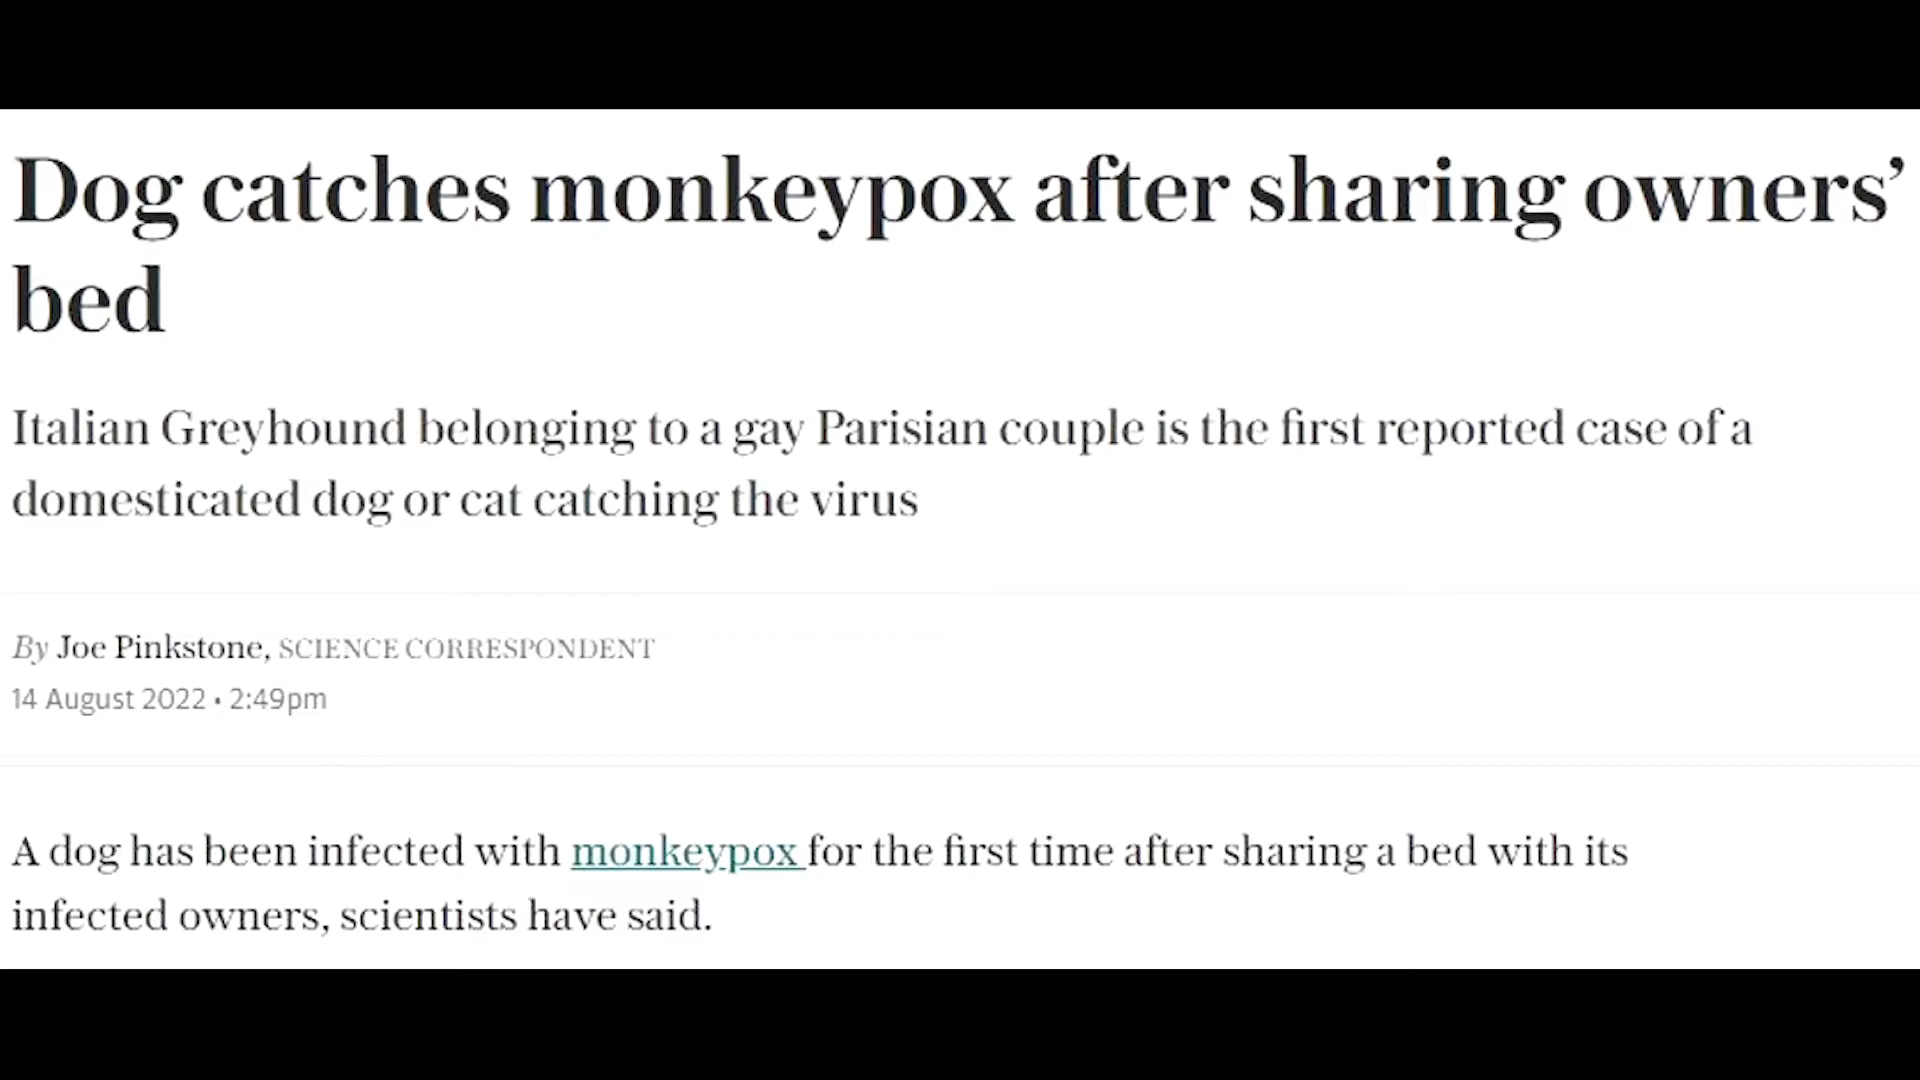 Dog catches monkeypox after sharing owners’
bed
Italian Greyhound belonging to a gay Parisian couple is the first reported case of a
domesticated dog or cat catching the virus
By Joe Pinkstone, SCIENCE CORRESPONDENT
14 August 2022 • 2:49pm
A dog has been infected with monkeypox for the first time after sharing a bed with its
infected owners, scientists have said.